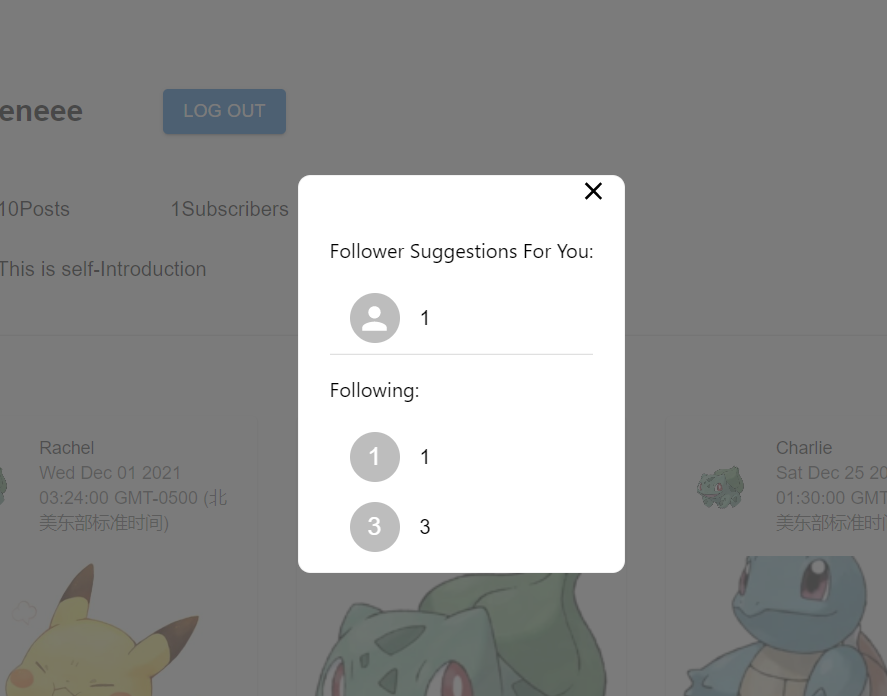 eneee
LOG OUT
10Posts
1Subscribers
This is self-Introduction
Follower Suggestions For You:
1
Following:
1
1
3
3
Rachel
Wed Dec 01 2021
03:24:00 GMT-0500 (北
美东部标准时间)
Charlie
Sat Dec 25 20
01:30:00 GMT
美东部标准时